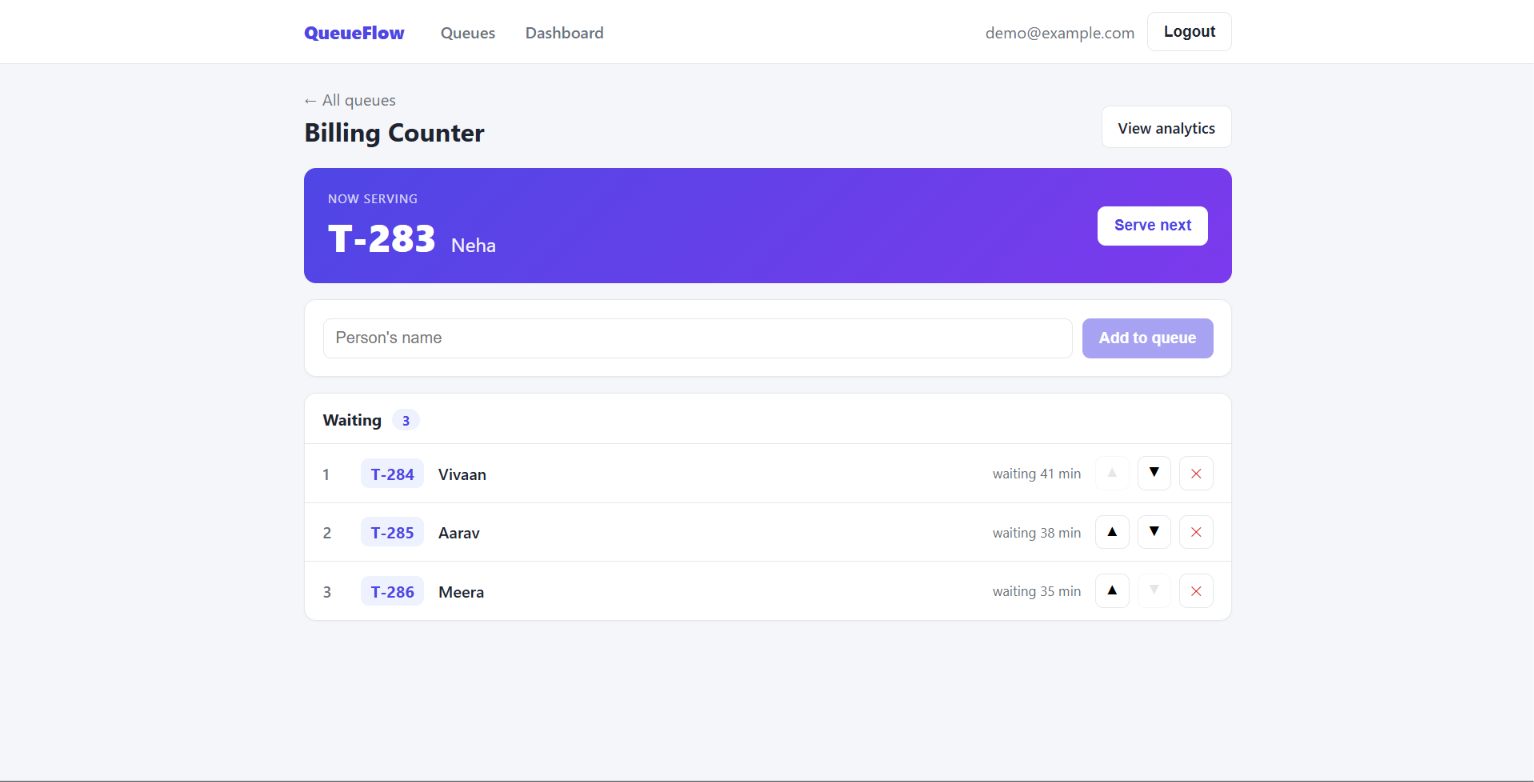 QueueFlow Queues Dashboard demo@example.com Logout
← All queues
Billing Counter
View analytics
NOW SERVING
T-283 Neha
Serve next
Person's name Add to queue
Waiting 3
1 T-284 Vivaan waiting 41 min ▲ ▼ ✕
2 T-285 Aarav waiting 38 min ▲ ▼ ✕
3 T-286 Meera waiting 35 min ▲ ▼ ✕